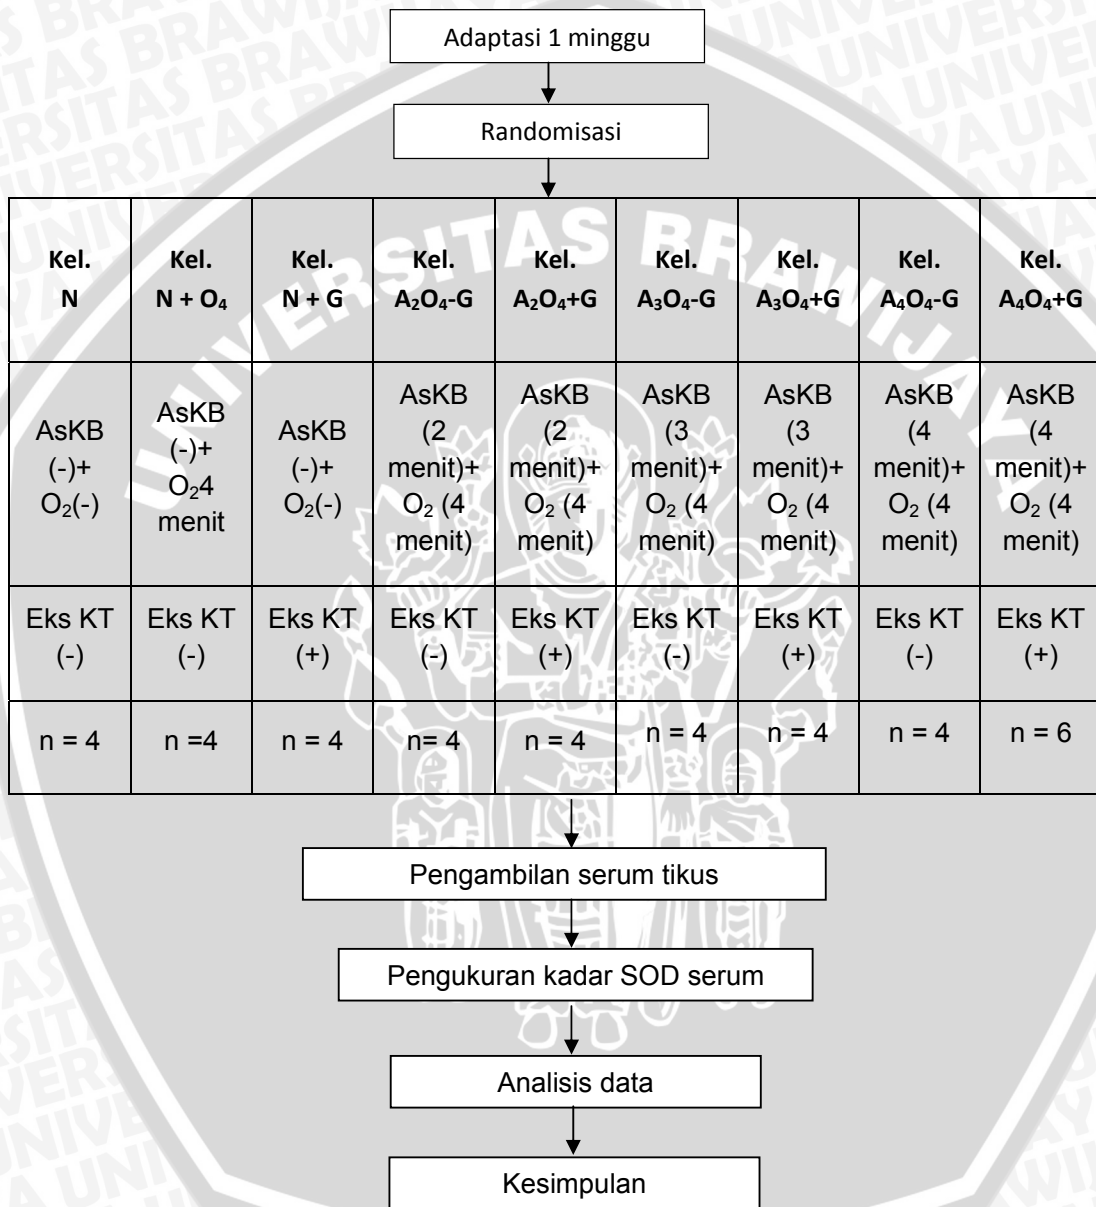 Adaptasi 1 minggu
Randomisasi
Kel. N
Kel. N + O₄
Kel. N + G
Kel. A₂O₄-G
Kel. A₂O₄+G
Kel. A₃O₄-G
Kel. A₃O₄+G
Kel. A₄O₄-G
Kel. A₄O₄+G
AsKB (-)+ O₂(-)
AsKB (-)+ O₂4 menit
AsKB (-)+ O₂(-)
AsKB (2 menit)+ O₂ (4 menit)
AsKB (2 menit)+ O₂ (4 menit)
AsKB (3 menit)+ O₂ (4 menit)
AsKB (3 menit)+ O₂ (4 menit)
AsKB (4 menit)+ O₂ (4 menit)
AsKB (4 menit)+ O₂ (4 menit)
Eks KT (-)
Eks KT (-)
Eks KT (+)
Eks KT (-)
Eks KT (+)
Eks KT (-)
Eks KT (+)
Eks KT (-)
Eks KT (+)
n = 4
n =4
n = 4
n= 4
n = 4
n = 4
n = 4
n = 4
n = 6
Pengambilan serum tikus
Pengukuran kadar SOD serum
Analisis data
Kesimpulan
UNIVERSITAS BRAWIJAYA